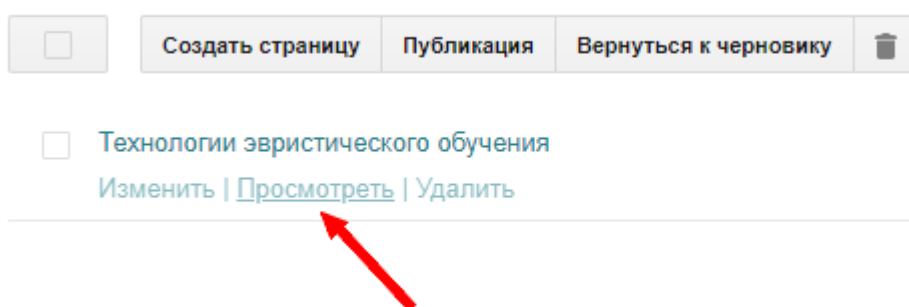 Создать страницу Публикация Вернуться к черновику
Технологии эвристического обучения
Изменить | Просмотреть | Удалить